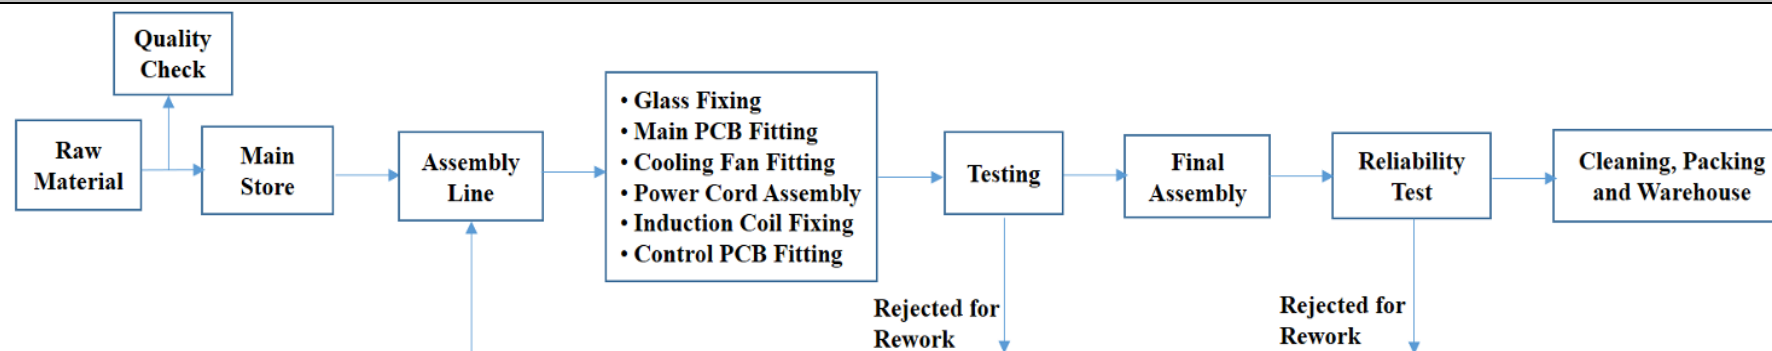 Quality
Check
Raw
Material
Main
Store
Assembly
Line
• Glass Fixing
• Main PCB Fitting
• Cooling Fan Fitting
• Power Cord Assembly
• Induction Coil Fixing
• Control PCB Fitting
Testing
Final
Assembly
Reliability
Test
Cleaning, Packing
and Warehouse
Rejected for
Rework
Rejected for
Rework